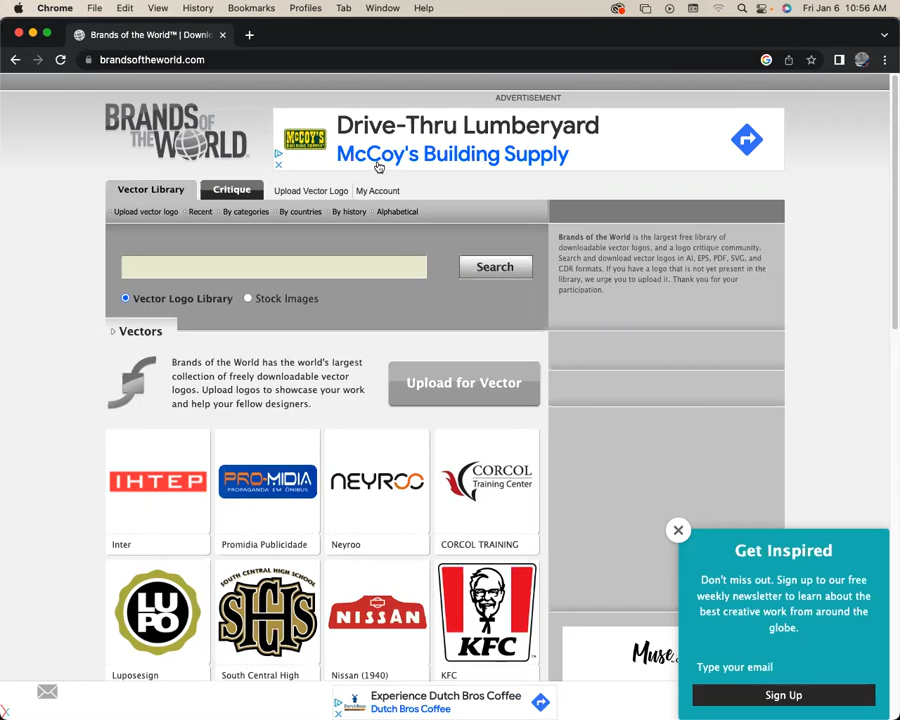 Chrome File Edit View History Bookmarks Profiles Tab Window Help Fri Jan 6 10:56 AM
Brands of the World™ | Downlo
brandsoftheworld.com
ADVERTISEMENT
BRANDS OF THE WORLD
McCOY'S
BUILDING SUPPLY
Drive-Thru Lumberyard
McCoy's Building Supply
Vector Library Critique Upload Vector Logo My Account
Upload vector logo Recent By categories By countries By history Alphabetical
Search
Vector Logo Library Stock Images
Brands of the World is the largest free library of
downloadable vector logos, and a logo critique community.
Search and download vector logos in AI, EPS, PDF, SVG, and
CDR formats. If you have a logo that is not yet present in the
library, we urge you to upload it. Thank you for your
participation.
Vectors
Brands of the World has the world's largest
collection of freely downloadable vector
logos. Upload logos to showcase your work
and help your fellow designers.
Upload for Vector
ІНТЕР
PRO-MIDIA
PROPAGANDA EM ÔNIBUS
NEYROO
CORCOL
Training Center
Inter Promidia Publicidade Neyroo CORCOL TRAINING
LUPO
SOUTH CENTRAL HIGH SCHOOL
SCHS
NISSAN
KFC
Luposesign South Central High Nissan (1940) KFC
Muse
Get Inspired
Don't miss out. Sign up to our free
weekly newsletter to learn about the
best creative work from around the
globe.
Type your email
Sign Up
Experience Dutch Bros Coffee
Dutch Bros Coffee